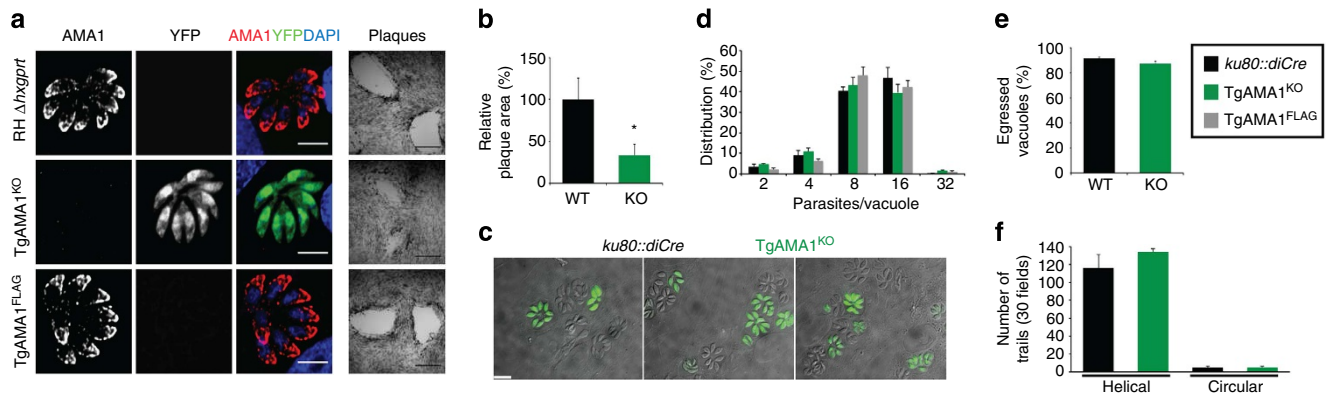 a
AMA1
YFP
AMA1YFPDAPI
Plaques
RH Δhxgprt
TgAMA1KO
TgAMA1FLAG
b
Relative
plaque area (%)
150
100
50
0
*
WT
KO
c
ku80::diCre
TgAMA1KO
d
Distribution (%)
60
50
40
30
20
10
0
2
4
8
16
32
Parasites/vacuole
e
Egressed
vacuoles (%)
100
80
60
40
20
0
WT
KO
ku80::diCre
TgAMA1KO
TgAMA1FLAG
f
Number of
trails (30 fields)
140
120
100
80
60
40
20
0
Helical
Circular